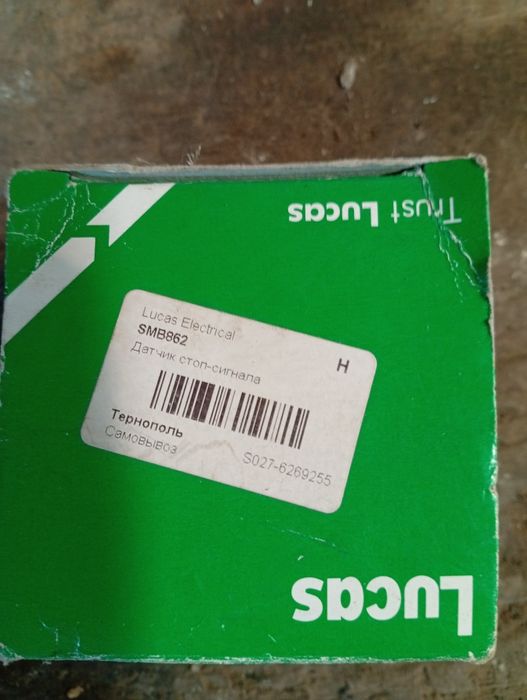 Trust Lucas
Lucas Electrical
SMB862
H
Датчик стоп-сигнала
Тернополь
Самовывоз
S027-6269255
Lucas